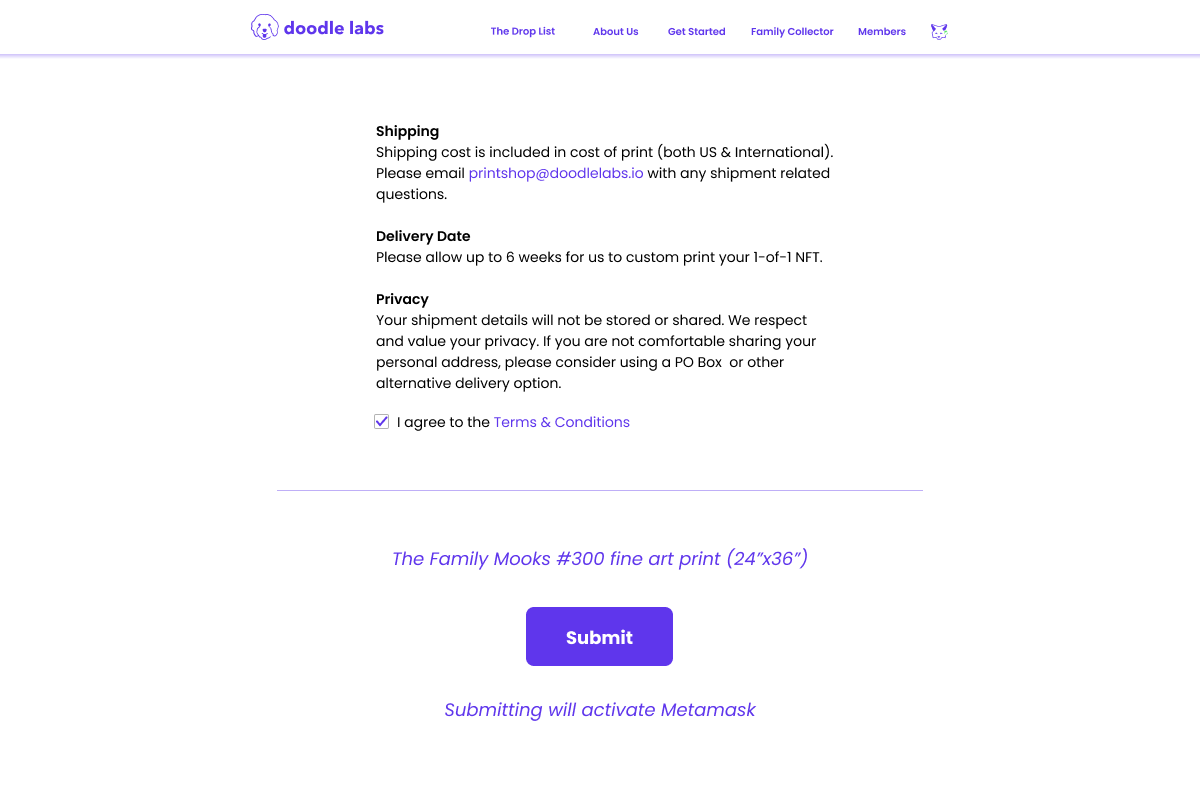 doodle labs
The Drop List
About Us
Get Started
Family Collector
Members
Shipping
Shipping cost is included in cost of print (both US & International).
Please email printshop@doodlelabs.io with any shipment related
questions.
Delivery Date
Please allow up to 6 weeks for us to custom print your 1-of-1 NFT.
Privacy
Your shipment details will not be stored or shared. We respect
and value your privacy. If you are not comfortable sharing your
personal address, please consider using a PO Box  or other
alternative delivery option.
I agree to the Terms & Conditions
The Family Mooks #300 fine art print (24”x36”)
Submit
Submitting will activate Metamask